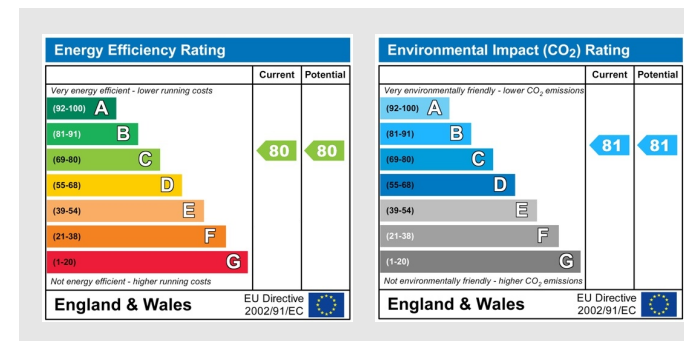 Energy Efficiency Rating
Current Potential
Very energy efficient - lower running costs
(92-100) A
(81-91) B
(69-80) C
80 80
(55-68) D
(39-54) E
(21-38) F
(1-20) G
Not energy efficient - higher running costs
England & Wales
EU Directive
2002/91/EC
Environmental Impact (CO2) Rating
Current Potential
Very environmentally friendly - lower CO2 emissions
(92-100) A
(81-91) B
81 81
(69-80) C
(55-68) D
(39-54) E
(21-38) F
(1-20) G
Not environmentally friendly - higher CO2 emissions
England & Wales
EU Directive
2002/91/EC